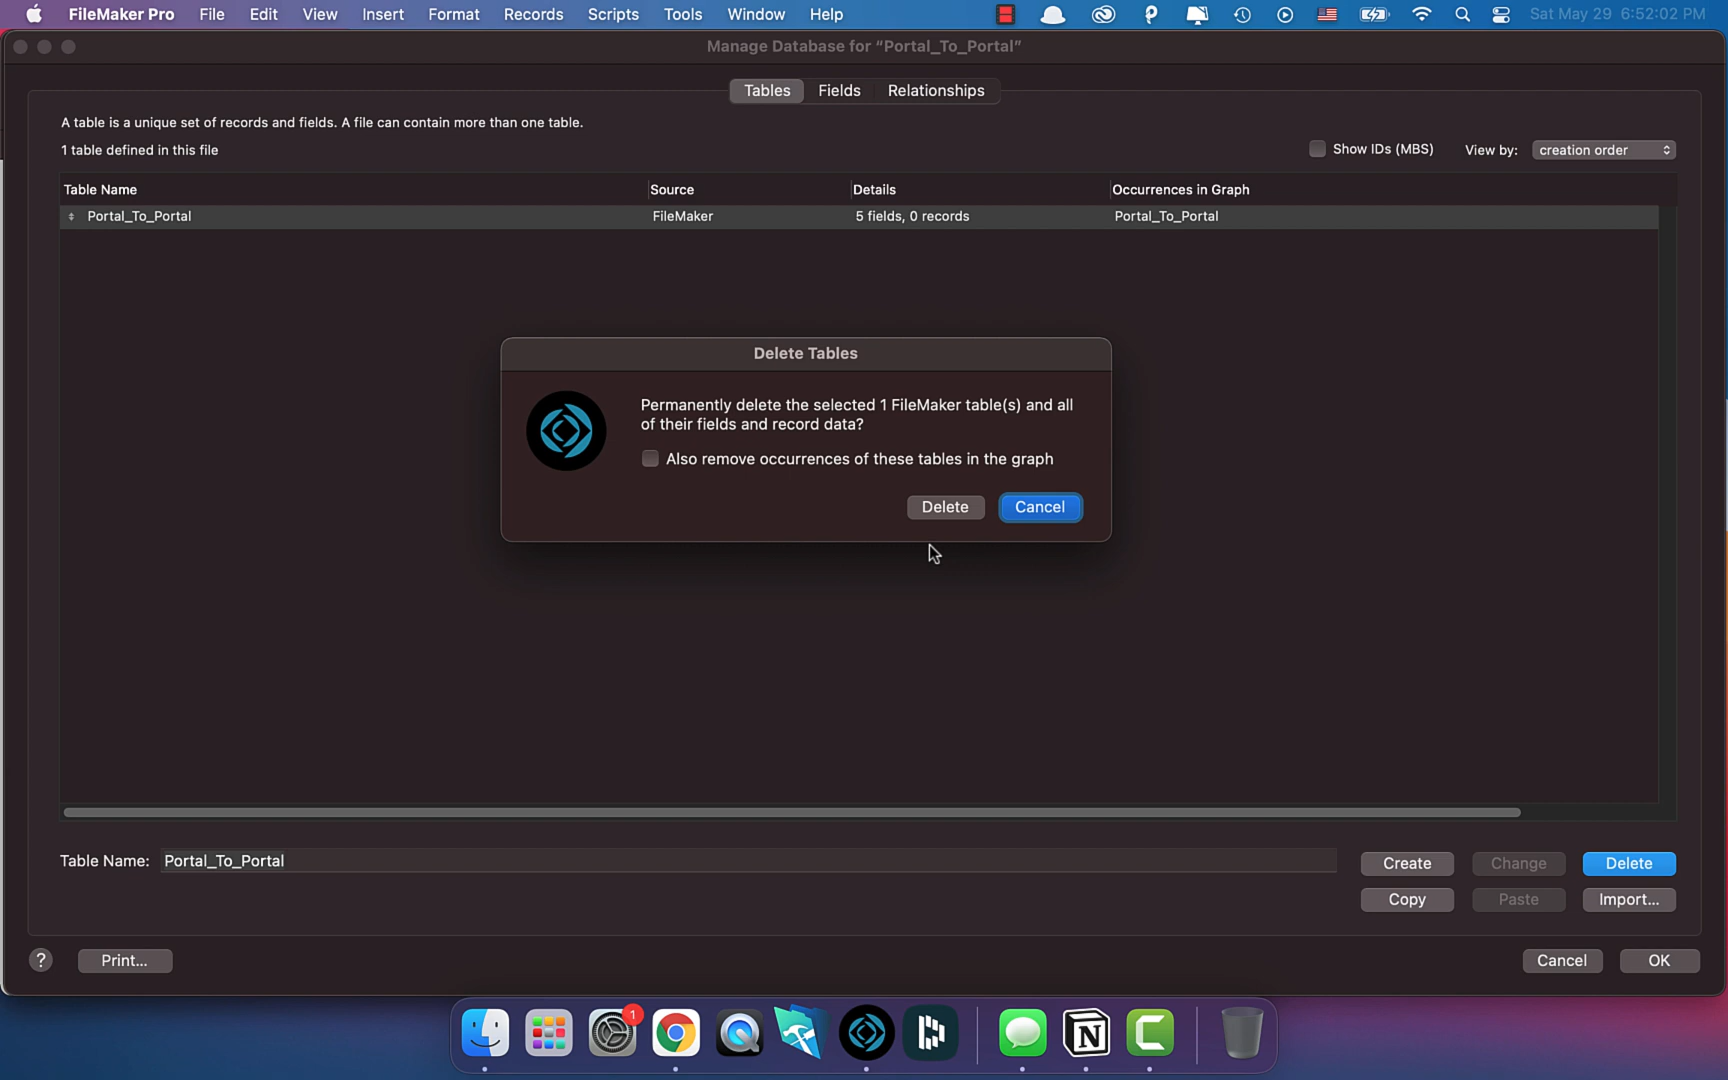 FileMaker Pro File Edit View Insert Format Records Scripts Tools Window Help Sat May 29 6:52:02 PM
Manage Database for “Portal_To_Portal”
Tables Fields Relationships
A table is a unique set of records and fields. A file can contain more than one table.
1 table defined in this file
Show IDs (MBS) View by: creation order
Table Name Source Details Occurrences in Graph
Portal_To_Portal FileMaker 5 fields, 0 records Portal_To_Portal
Delete Tables
Permanently delete the selected 1 FileMaker table(s) and all
of their fields and record data?
Also remove occurrences of these tables in the graph
Delete Cancel
Table Name: Portal_To_Portal
Create Change Delete
Copy Paste Import...
? Print... Cancel OK
1
N